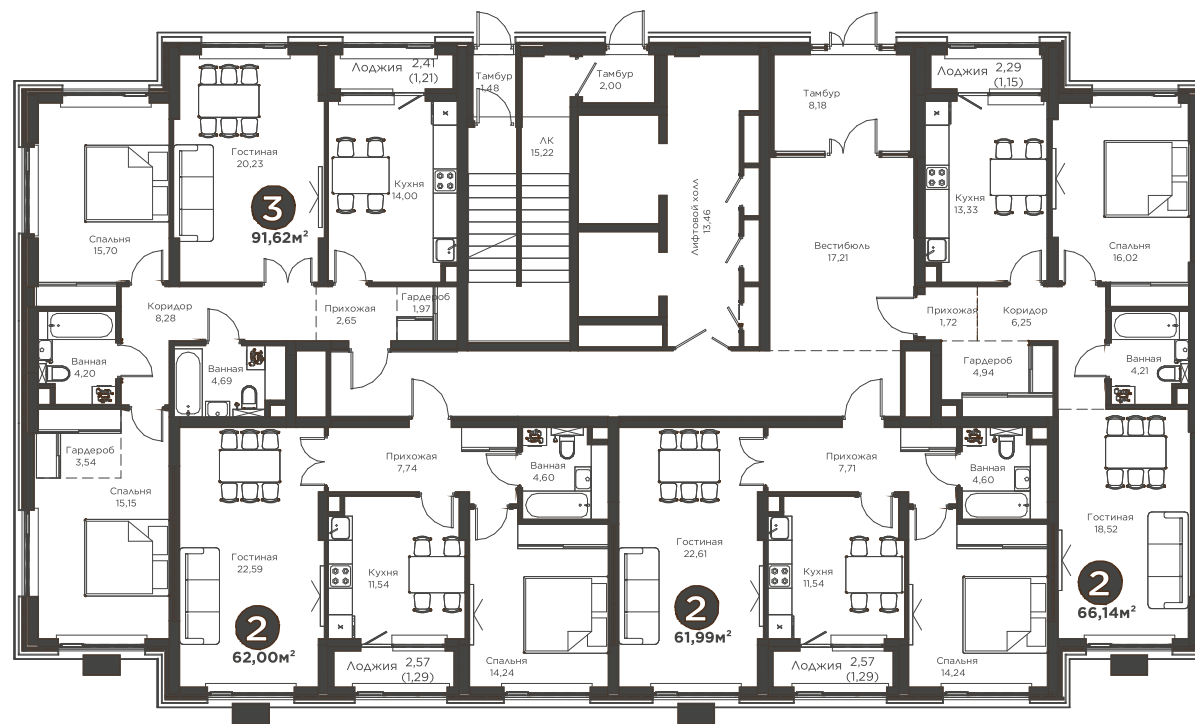 Лоджия 2,41
(1,21)
Тамбур
1,48
Тамбур
2,00
Тамбур
8,18
Лоджия 2,29
(1,15)
Гостиная
20,23
3
91,62м²
Кухня
14,00
ЛК
15,22
Лифтовой холл
13,46
Вестибюль
17,21
Кухня
13,33
Спальня
15,70
Спальня
16,02
Коридор
8,28
Прихожая
2,65
Гардероб
1,97
Прихожая
1,72
Коридор
6,25
Ванная
4,20
Ванная
4,69
Гардероб
4,94
Ванная
4,21
Гардероб
3,54
Спальня
15,15
Прихожая
7,74
Ванная
4,60
Прихожая
7,71
Ванная
4,60
Гостиная
18,52
Гостиная
22,59
2
62,00м²
Кухня
11,54
Гостиная
22,61
2
61,99м²
Кухня
11,54
2
66,14м²
Лоджия 2,57
(1,29)
Спальня
14,24
Лоджия 2,57
(1,29)
Спальня
14,24